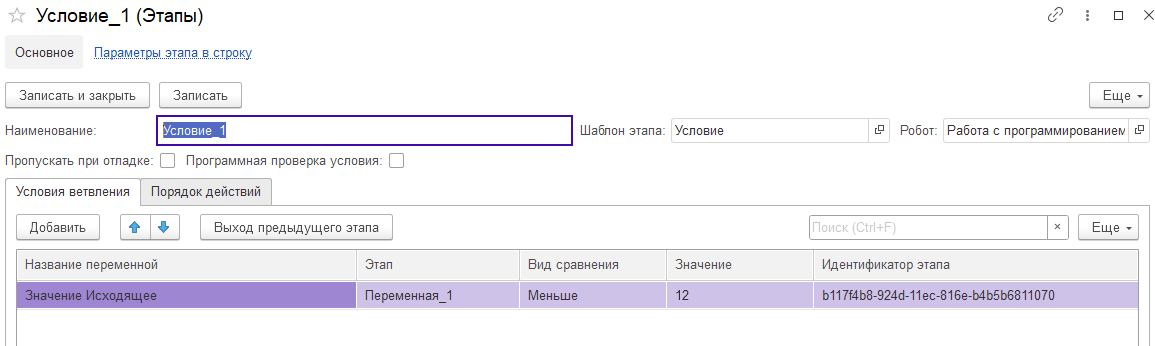 Условие_1 (Этапы)
Основное Параметры этапа в строку
Записать и закрыть Записать Еще
Наименование: Условие_1 Шаблон этапа: Условие Робот: Работа с программированием
Пропускать при отладке: Программная проверка условия:
Условия ветвления Порядок действий
Добавить Выход предыдущего этапа Поиск (Ctrl+F) × Еще
Название переменной Этап Вид сравнения Значение Идентификатор этапа
Значение Исходящее Переменная_1 Меньше 12 b117f4b8-924d-11ec-816e-b4b5b6811070